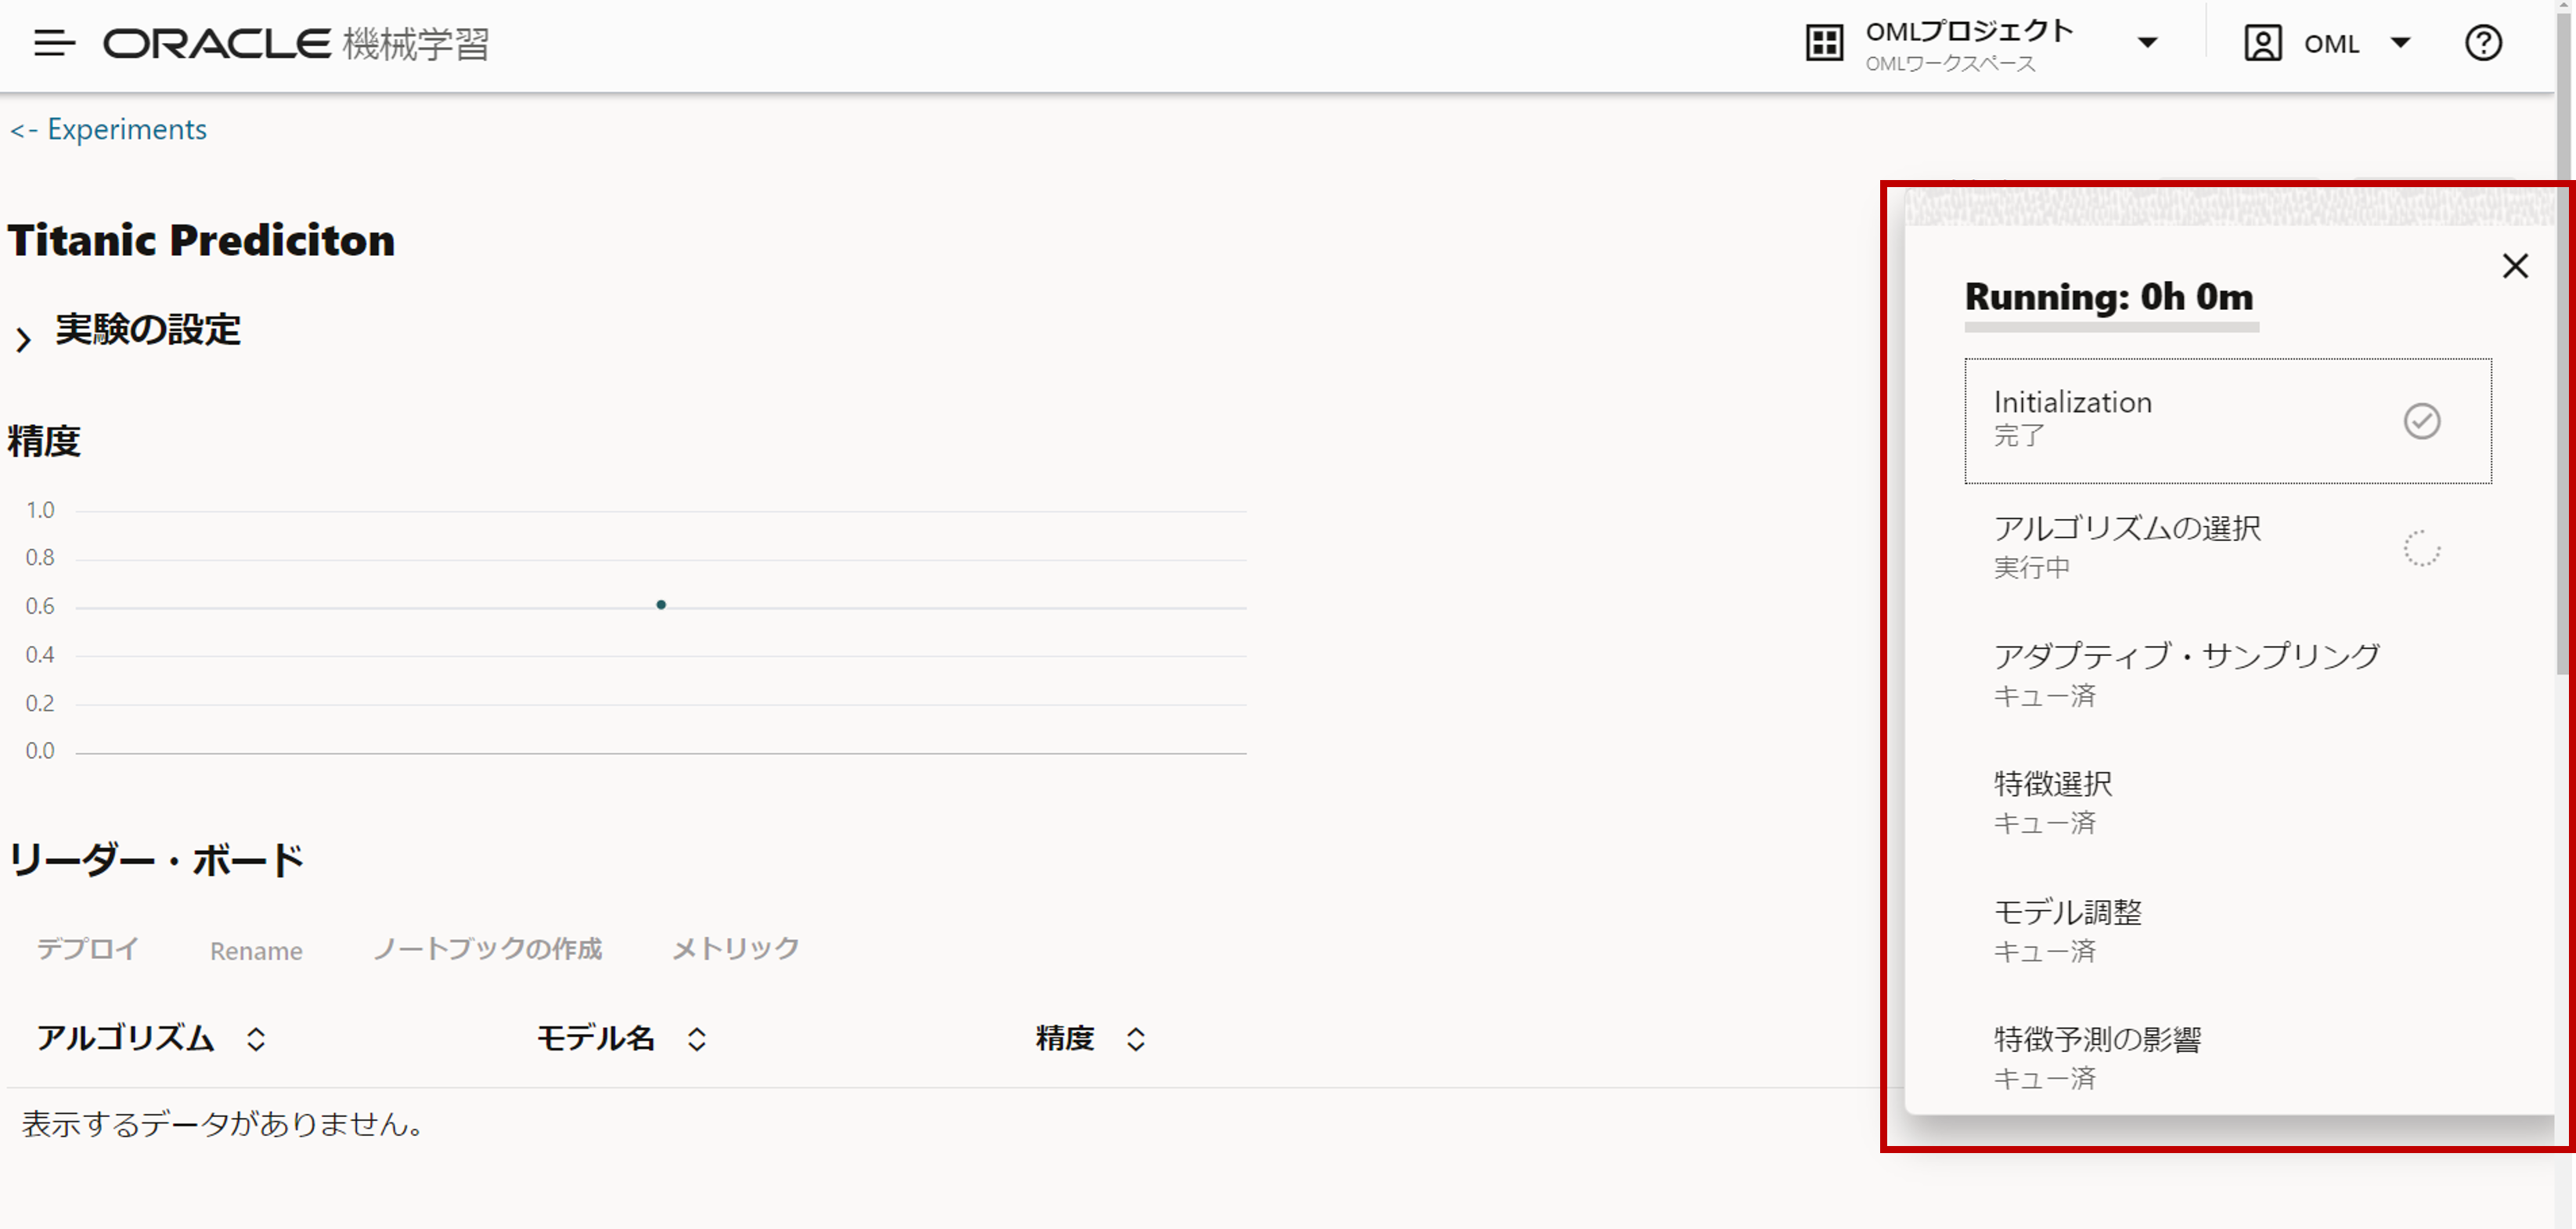 ORACLE 機械学習
OMLプロジェクト
OMLワークスペース
OML
<- Experiments
Titanic Prediciton
実験の設定
精度
1.0
0.8
0.6
0.4
0.2
0.0
リーダー・ボード
デプロイ Rename ノートブックの作成 メトリック
アルゴリズム モデル名 精度
表示するデータがありません。
Running: 0h 0m
Initialization
完了
アルゴリズムの選択
実行中
アダプティブ・サンプリング
キュー済
特徴選択
キュー済
モデル調整
キュー済
特徴予測の影響
キュー済